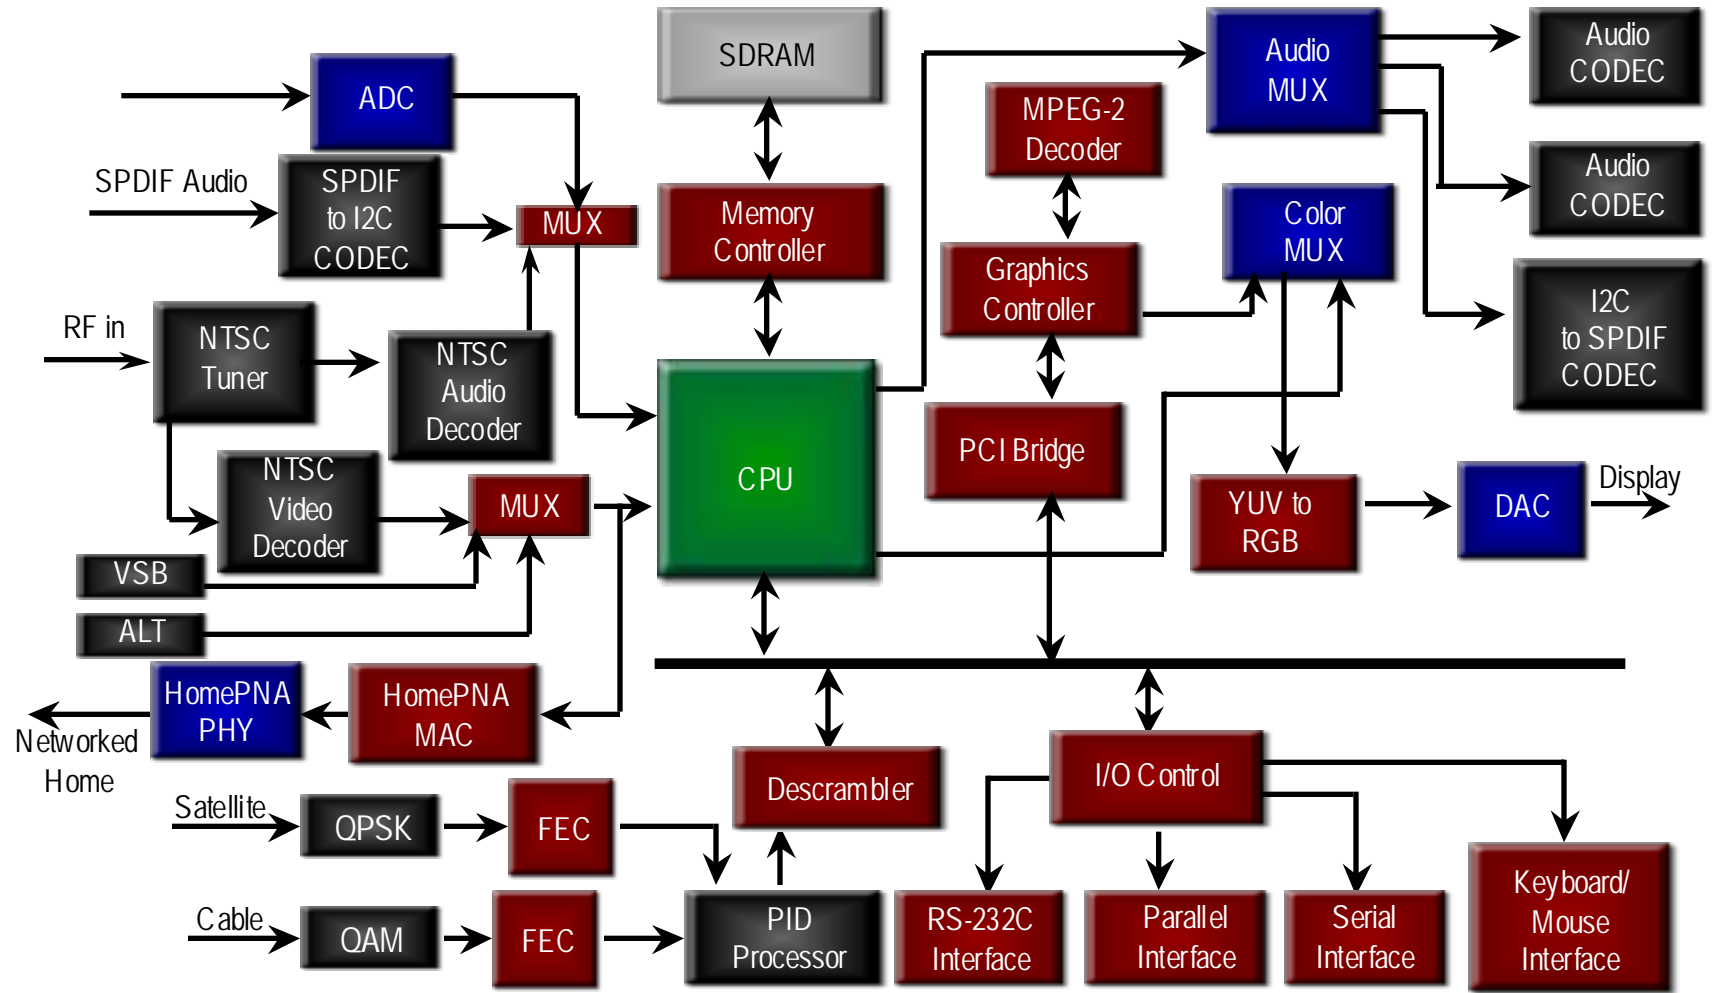 SDRAM
Audio
MUX
Audio
CODEC
ADC
MPEG-2
Decoder
SPDIF Audio
SPDIF
to I2C
CODEC
MUX
Memory
Controller
Color
MUX
Audio
CODEC
Graphics
Controller
I2C
to SPDIF
CODEC
RF in
NTSC
Tuner
NTSC
Audio
Decoder
CPU
PCI Bridge
NTSC
Video
Decoder
MUX
YUV to
RGB
DAC
Display
VSB
ALT
HomePNA
PHY
HomePNA
MAC
Networked
Home
Descrambler
I/O Control
Satellite
QPSK
FEC
Cable
QAM
FEC
PID
Processor
RS-232C
Interface
Parallel
Interface
Serial
Interface
Keyboard/
Mouse
Interface